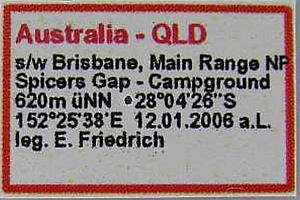 Australia - QLD
s/w Brisbane, Main Range NP
Spicers Gap - Campground
620m üNN •28°04'26"S
152°25'38'E 12.01.2006 a.L.
leg. E. Friedrich